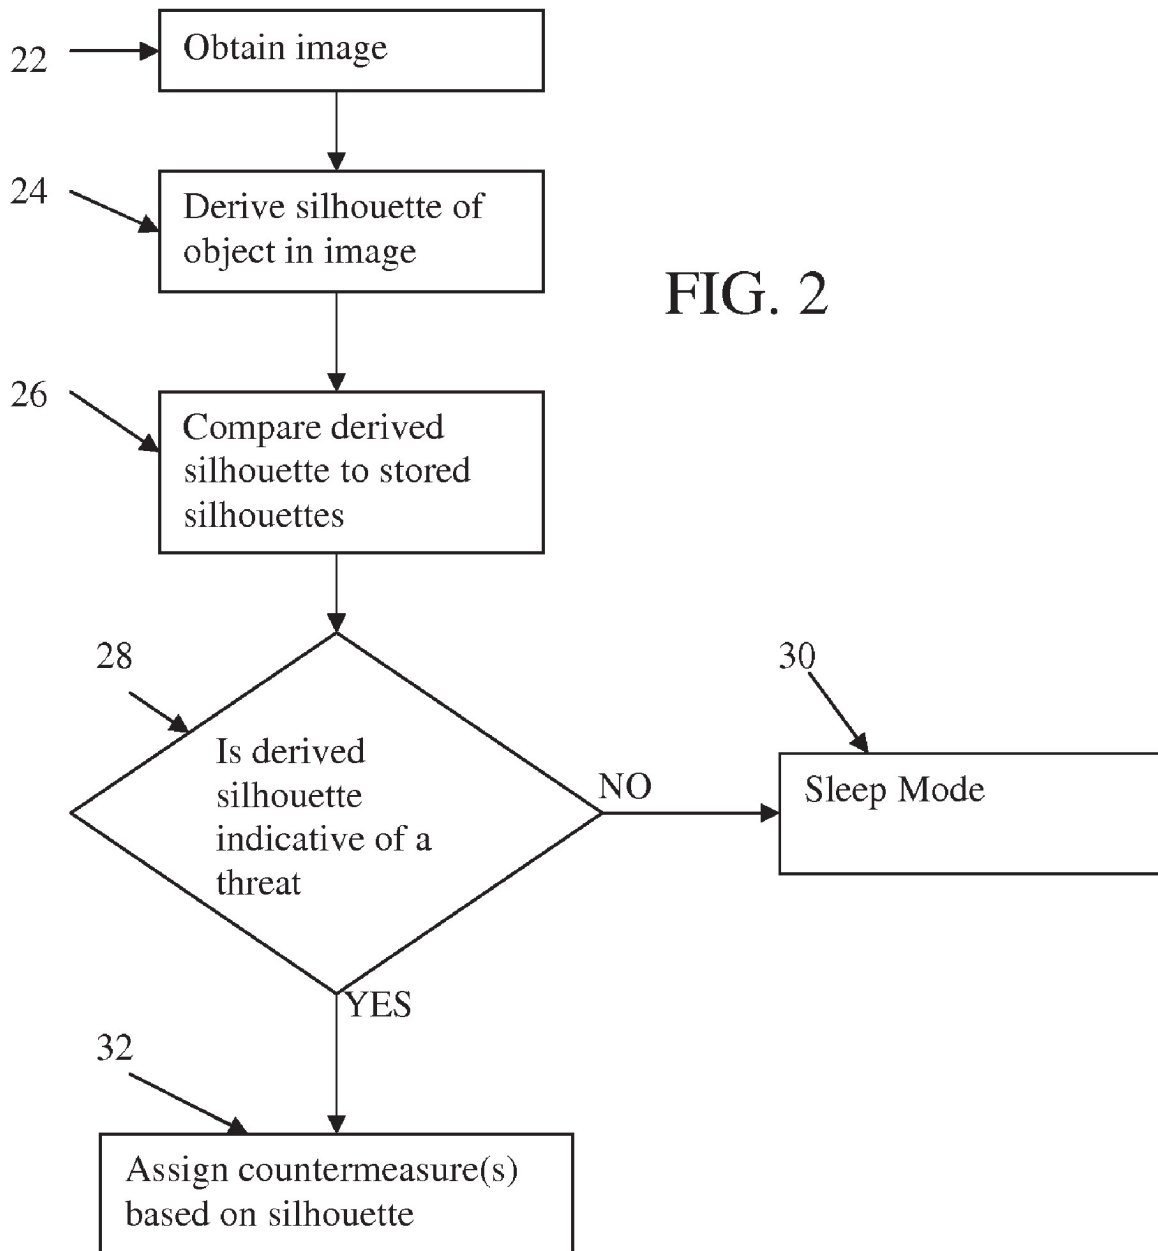 22
Obtain image
24
Derive silhouette of
object in image
FIG. 2
26
Compare derived
silhouette to stored
silhouettes
28
30
Is derived
silhouette
indicative of a
threat
NO
Sleep Mode
YES
32
Assign countermeasure(s)
based on silhouette